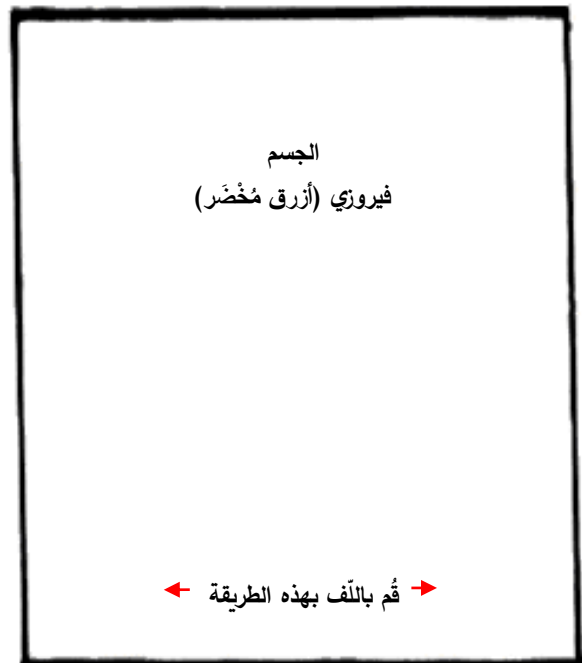 الجسم
فيروزي (أزرق مُخْضَر)
قُم باللّف بهذه الطريقة